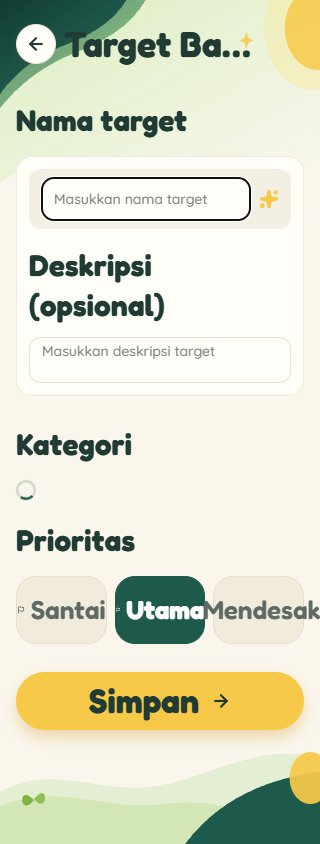 Target Ba...
Nama target
Masukkan nama target
Deskripsi
(opsional)
Masukkan deskripsi target
Kategori
Prioritas
Santai
Utama
Mendesak
Simpan